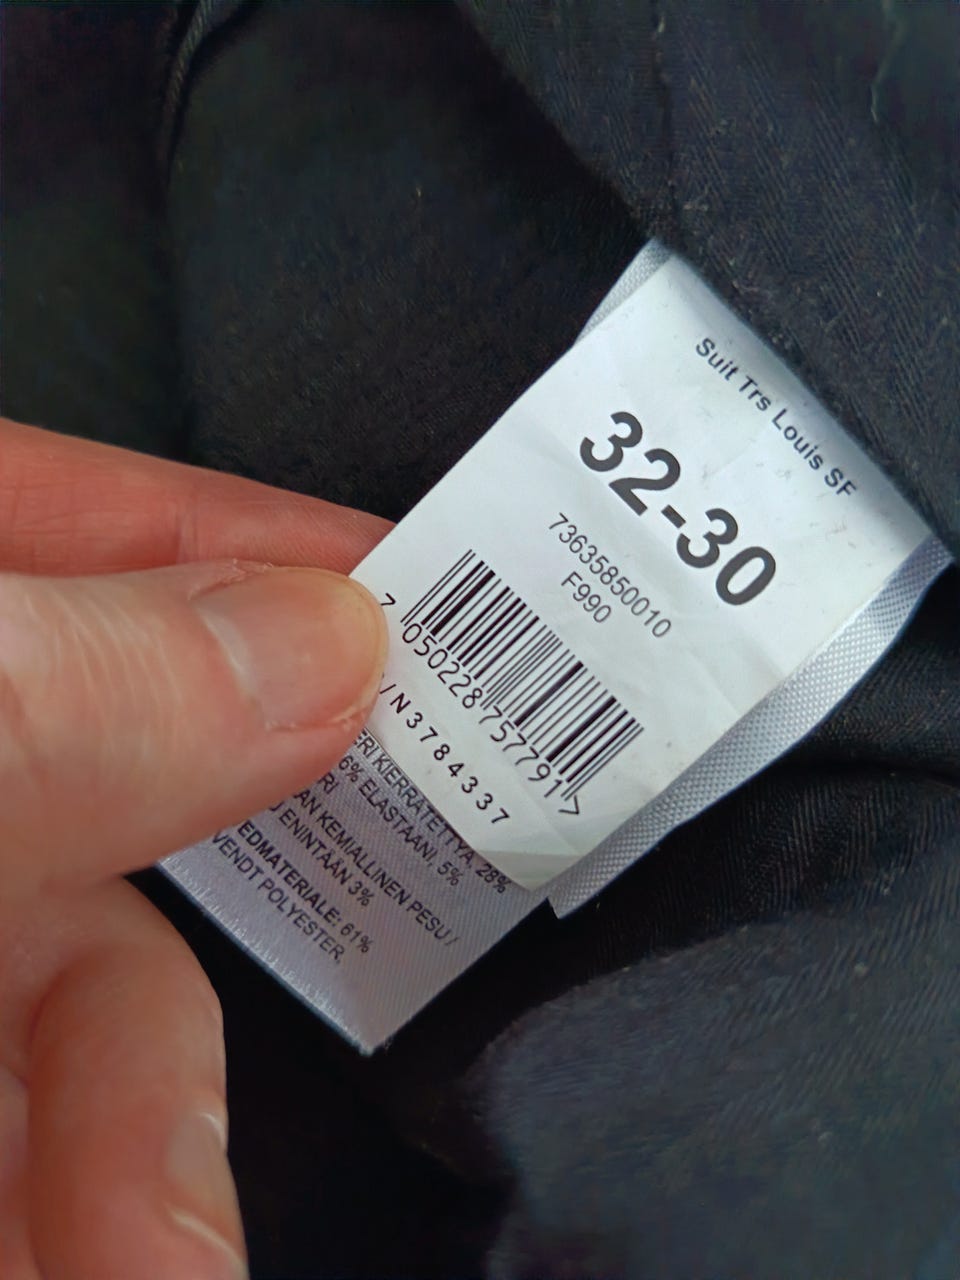 Suit Trs Louis SF
32-30
73635850010
F990
7 050228 757791 >
/ N3784337
KIERRÄTETTYÄ. 28%
6% ELASTAANI, 5%
KEMIALLINEN PESU /
ENINTÄÄN 3%
EDMATERIALE: 61%
VENDT POLYESTER,